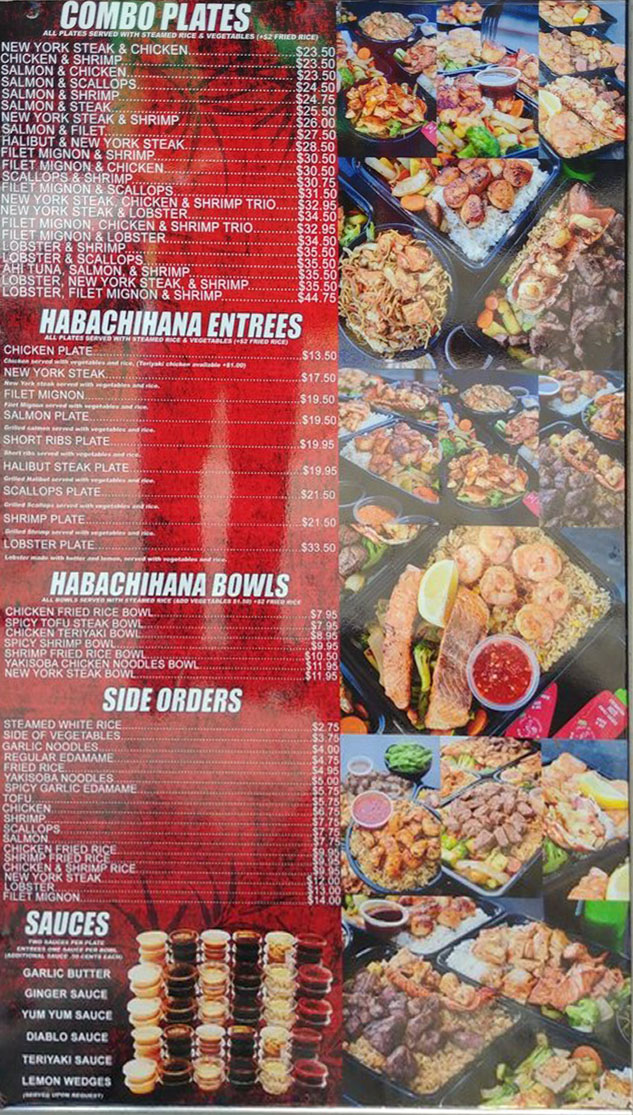 COMBO PLATES
ALL PLATES SERVED WITH STEAMED RICE & VEGETABLES (+$2 FRIED RICE)
NEW YORK STEAK & CHICKEN $23.50
CHICKEN & SHRIMP $23.50
SALMON & CHICKEN $23.50
SALMON & SCALLOPS $24.50
SALMON & SHRIMP $24.75
SALMON & STEAK $25.50
NEW YORK STEAK & SHRIMP $26.00
SALMON & FILET $27.50
HALIBUT & NEW YORK STEAK $28.50
FILET MIGNON & SHRIMP $30.50
FILET MIGNON & CHICKEN $30.50
SCALLOPS & SHRIMP $30.75
FILET MIGNON & SCALLOPS $31.50
NEW YORK STEAK, CHICKEN & SHRIMP TRIO $32.95
NEW YORK STEAK & LOBSTER $34.50
FILET MIGNON, CHICKEN & SHRIMP TRIO $32.95
FILET MIGNON & LOBSTER $34.50
LOBSTER & SHRIMP $35.50
LOBSTER & SCALLOPS $35.50
AHI TUNA, SALMON, & SHRIMP $35.50
LOBSTER, NEW YORK STEAK, & SHRIMP $35.50
LOBSTER, FILET MIGNON & SHRIMP $44.75
HABACHIHANA ENTREES
ALL PLATES SERVED WITH STEAMED RICE & VEGETABLES (+$2 FRIED RICE)
CHICKEN PLATE $13.50
Chicken served with vegetables and rice. (Teriyaki chicken available +$1.00)
NEW YORK STEAK $17.50
New York steak served with vegetables and rice.
FILET MIGNON $19.50
Filet Mignon served with vegetables and rice.
SALMON PLATE $19.50
Grilled salmon served with vegetables and rice.
SHORT RIBS PLATE $19.95
Short ribs served with vegetables and rice.
HALIBUT STEAK PLATE $19.95
Grilled Halibut served with vegetables and rice.
SCALLOPS PLATE $21.50
Grilled Scallops served with vegetables and rice.
SHRIMP PLATE $21.50
Grilled Shrimp served with vegetables and rice.
LOBSTER PLATE $33.50
Lobster made with butter and lemon, served with vegetables and rice.
HABACHIHANA BOWLS
ALL BOWLS SERVED WITH STEAMED RICE (ADD VEGETABLES $1.50) +$2 FRIED RICE
CHICKEN FRIED RICE BOWL $7.95
SPICY TOFU STEAK BOWL $7.95
CHICKEN TERIYAKI BOWL $8.95
SPICY SHRIMP BOWL $9.95
SHRIMP FRIED RICE BOWL $10.50
YAKISOBA CHICKEN NOODLES BOWL $11.95
NEW YORK STEAK BOWL $11.95
SIDE ORDERS
STEAMED WHITE RICE $2.75
SIDE OF VEGETABLES $3.75
GARLIC NOODLES $4.00
REGULAR EDAMAME $4.75
FRIED RICE $4.95
YAKISOBA NOODLES $5.00
SPICY GARLIC EDAMAME $5.75
TOFU $5.75
CHICKEN $6.75
SHRIMP $7.75
SCALLOPS $7.75
SALMON $7.75
CHICKEN FRIED RICE
SHRIMP FRIED RICE $9.95
CHICKEN & SHRIMP RICE $9.95
NEW YORK STEAK $12.00
LOBSTER $13.00
FILET MIGNON $14.00
SAUCES
TWO SAUCES PER PLATE
ENTREES ONE SAUCE PER BOWL
(ADDITIONAL SAUCE .50 CENTS EACH)
GARLIC BUTTER
GINGER SAUCE
YUM YUM SAUCE
DIABLO SAUCE
TERIYAKI SAUCE
LEMON WEDGES
(SERVED UPON REQUEST)